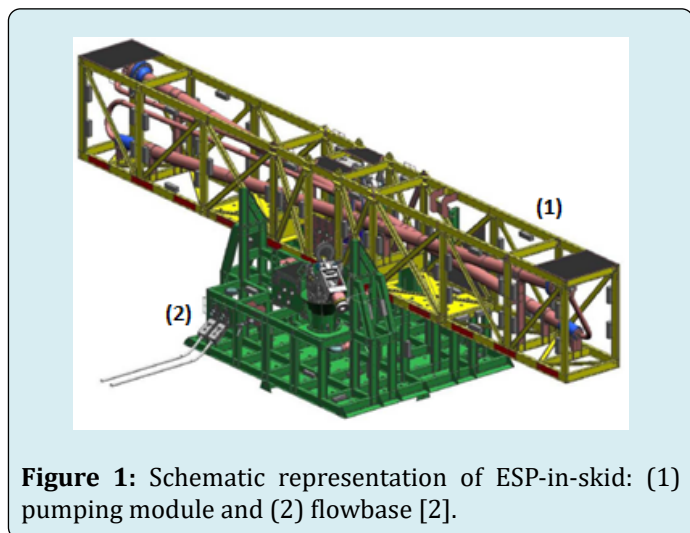 (1)
(2)
Figure 1: Schematic representation of ESP-in-skid: (1)
pumping module and (2) flowbase [2].